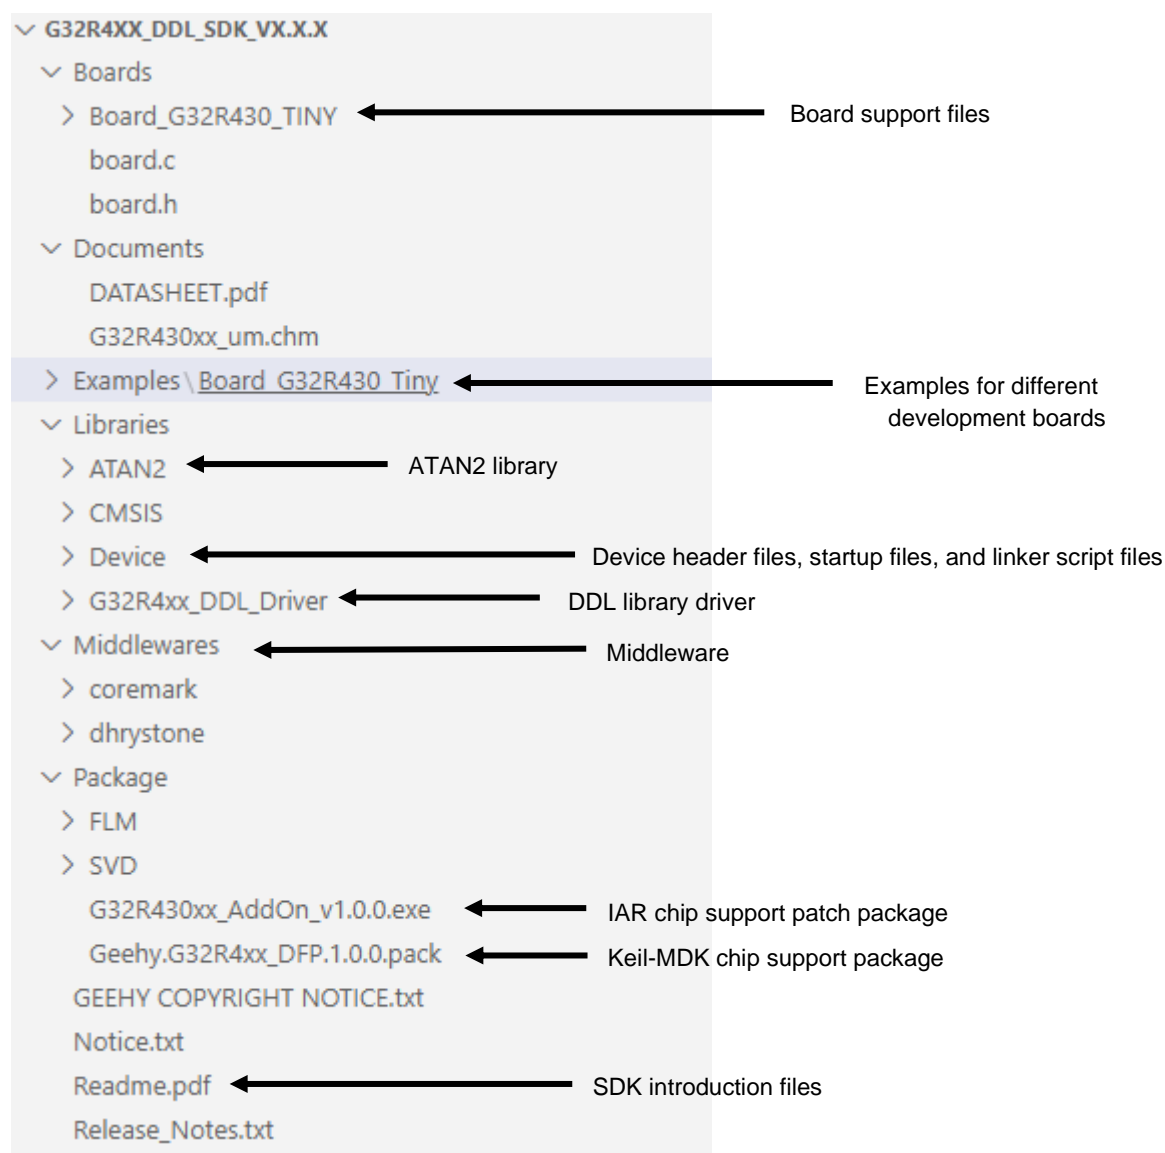 G32R4XX_DDL_SDK_VX.X.X
Boards
Board_G32R430_TINY
Board support files
board.c
board.h
Documents
DATASHEET.pdf
G32R430xx_um.chm
Examples\Board_G32R430_Tiny
Examples for different
development boards
Libraries
ATAN2
ATAN2 library
CMSIS
Device
Device header files, startup files, and linker script files
G32R4xx_DDL_Driver
DDL library driver
Middlewares
Middleware
coremark
dhrystone
Package
FLM
SVD
G32R430xx_AddOn_v1.0.0.exe
IAR chip support patch package
Geehy.G32R4xx_DFP.1.0.0.pack
Keil-MDK chip support package
GEEHY COPYRIGHT NOTICE.txt
Notice.txt
Readme.pdf
SDK introduction files
Release_Notes.txt